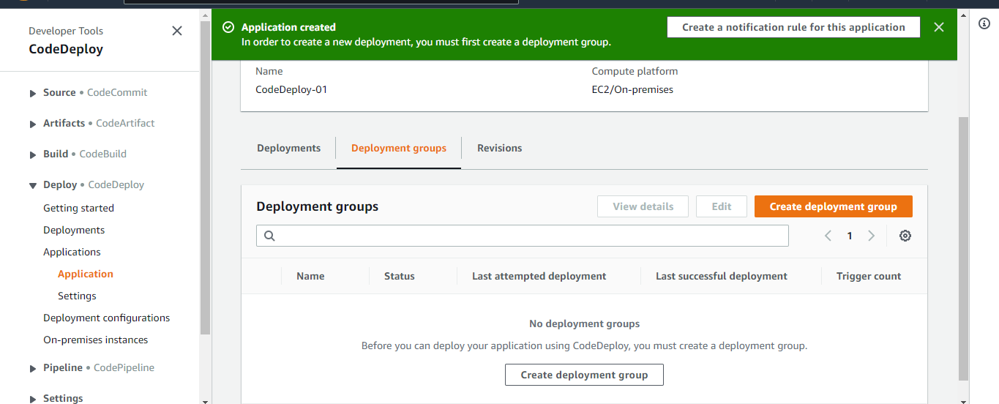 Developer Tools
CodeDeploy
Source • CodeCommit
Artifacts • CodeArtifact
Build • CodeBuild
Deploy • CodeDeploy
Getting started
Deployments
Applications
Application
Settings
Deployment configurations
On-premises instances
Pipeline • CodePipeline
Settings
Application created
In order to create a new deployment, you must first create a deployment group.
Create a notification rule for this application
Name
CodeDeploy-01
Compute platform
EC2/On-premises
Deployments
Deployment groups
Revisions
Deployment groups
View details
Edit
Create deployment group
1
Name
Status
Last attempted deployment
Last successful deployment
Trigger count
No deployment groups
Before you can deploy your application using CodeDeploy, you must create a deployment group.
Create deployment group